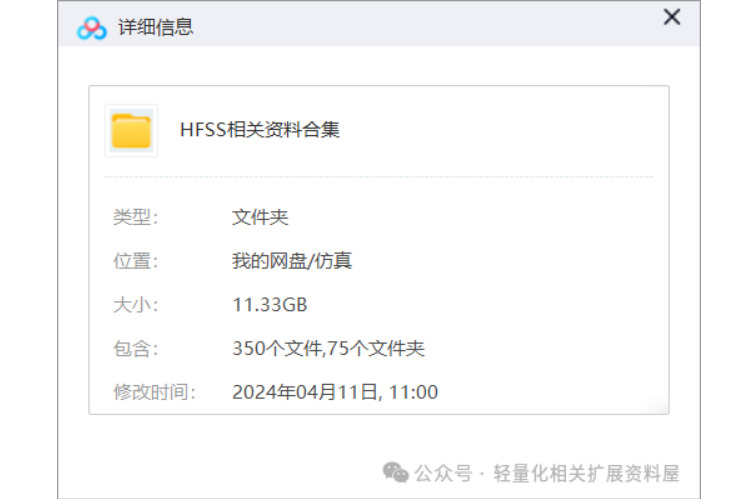 详细信息
HFSS相关资料合集
类型： 文件夹
位置： 我的网盘/仿真
大小： 11.33GB
包含： 350个文件,75个文件夹
修改时间： 2024年04月11日, 11:00
公众号 · 轻量化相关扩展资料屋